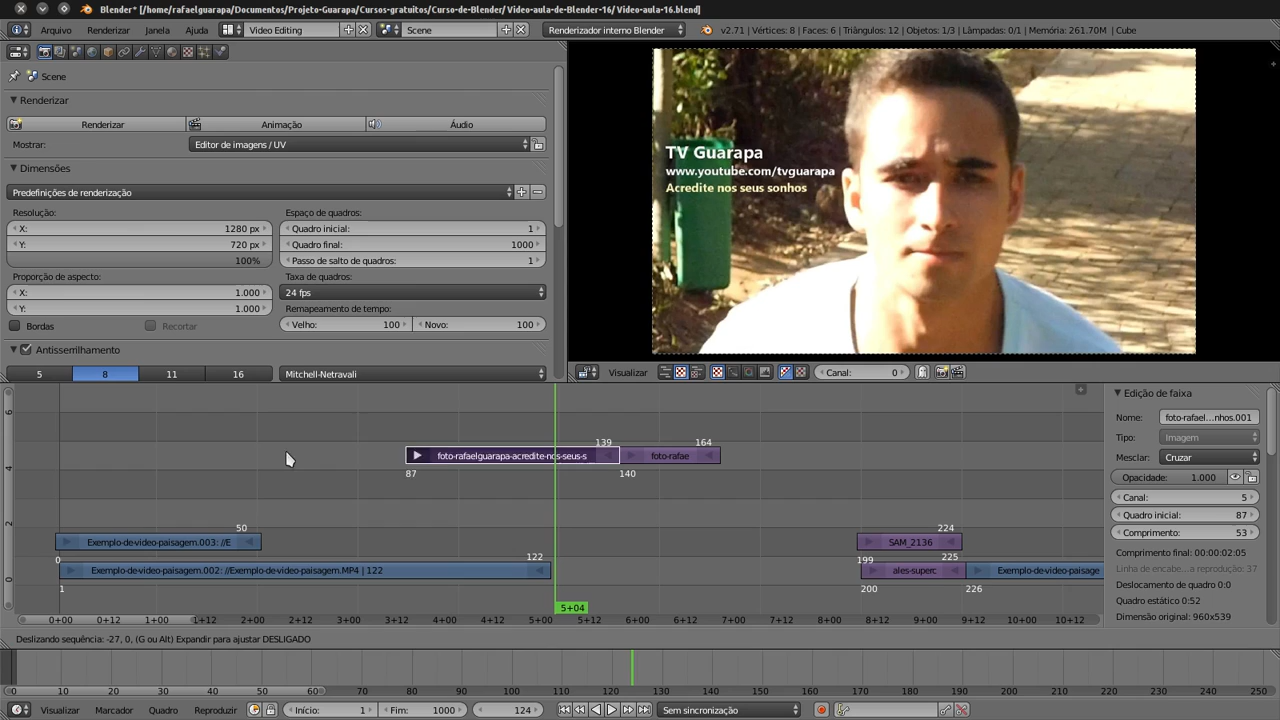 Blender* [/home/rafaelguarapa/Documentos/Projeto-Guarapa/Cursos-gratuitos/Curso-de-Blender/Video-aula-de-Blender-16/ Video-aula-16.blend]
Arquivo Renderizar Janela Ajuda Video Editing Scene Renderizador interno Blender v2.71 | Vértices: 8 | Faces: 6 | Triângulos: 12 | Objetos: 1/3 | Lâmpadas: 0/1 | Memória: 261.70M | Cube
Scene
Renderizar
Renderizar Animação Áudio
Mostrar: Editor de imagens / UV
Dimensões
Predefinições de renderização
Resolução: Espaço de quadros:
X: 1280 px Quadro inicial: 1
Y: 720 px Quadro final: 1000
100% Passo de salto de quadros: 1
Proporção de aspecto: Taxa de quadros:
X: 1.000 24 fps
Y: 1.000 Remapeamento de tempo:
Bordas Recortar Velho: 100 Novo: 100
Antisserrilhamento
5 8 11 16 Mitchell-Netravali
TV Guarapa
www.youtube.com/tvguarapa
Acredite nos seus sonhos
Visualizar Canal: 0
6
4
2
0
139 164
foto-rafaelguarapa-acredite-nos-seus-s foto-rafae
87 140
50 224
Exemplo-de-video-paisagem.003: //E SAM_2136
0 122 199 225
Exemplo-de-video-paisagem.002: //Exemplo-de-video-paisagem.MP4 | 122 ales-superc Exemplo-de-video-paisage
1 200 226
5+04
0+00 0+12 1+00 1+12 2+00 2+12 3+00 3+12 4+00 4+12 5+00 5+12 6+00 6+12 7+00 7+12 8+00 8+12 9+00 9+12 10+00 10+12
Edição de faixa
Nome: foto-rafael...nhos.001
Tipo: Imagem
Mesclar: Cruzar
Opacidade: 1.000
Canal: 5
Quadro inicial: 87
Comprimento: 53
Comprimento final: 00:00:02:05
Linha de encabe...a reprodução: 37
Deslocamento de quadro 0:0
Quadro estático 0:52
Dimensão original: 960x539
Deslizando sequência: -27, 0, (G ou Alt) Expandir para ajustar DESLIGADO
0 10 20 30 40 50 60 70 80 90 100 110 120 130 140 150 160 170 180 190 200 210 220 230 240 250
Visualizar Marcador Quadro Reproduzir Início: 1 Fim: 1000 124 Sem sincronização